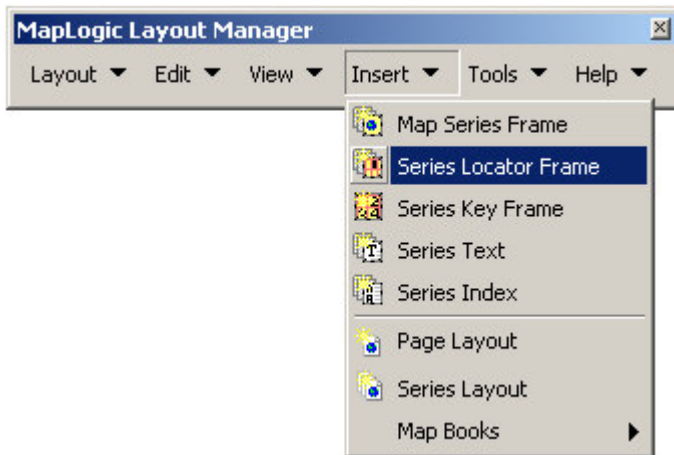 MapLogic Layout Manager
Layout Edit View Insert Tools Help
Map Series Frame
Series Locator Frame
Series Key Frame
Series Text
Series Index
Page Layout
Series Layout
Map Books